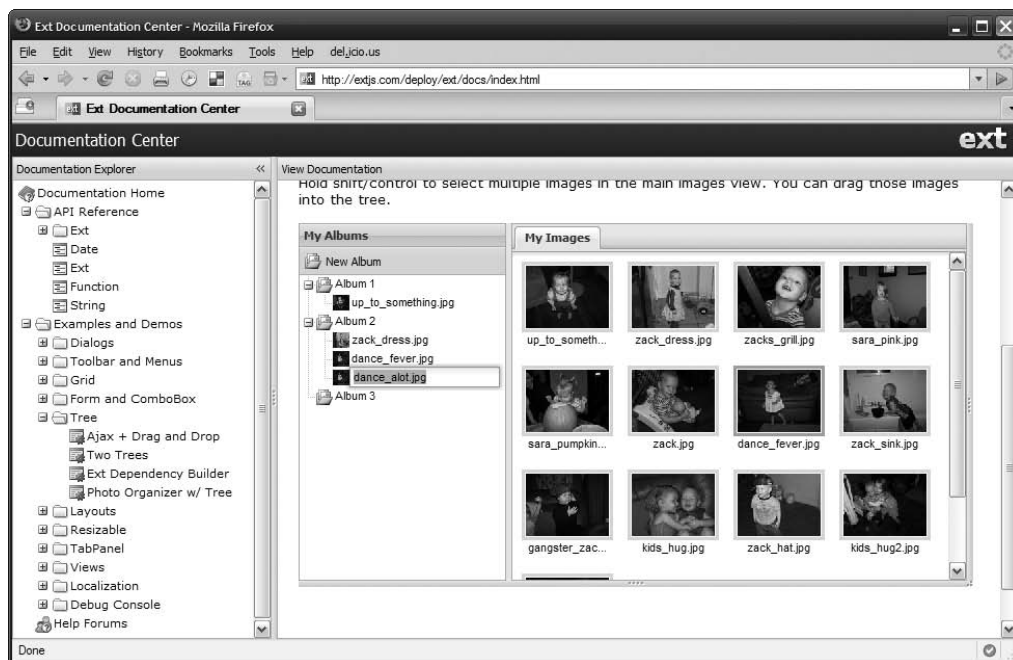 Ext Documentation Center - Mozilla Firefox
File Edit View History Bookmarks Tools Help del.icio.us
TAG http://extjs.com/deploy/ext/docs/index.html
Ext Documentation Center
Documentation Center
ext
Documentation Explorer
Documentation Home
API Reference
Ext
Date
Ext
Function
String
Examples and Demos
Dialogs
Toolbar and Menus
Grid
Form and ComboBox
Tree
Ajax + Drag and Drop
Two Trees
Ext Dependency Builder
Photo Organizer w/ Tree
Layouts
Resizable
TabPanel
Views
Localization
Debug Console
Help Forums
View Documentation
Hold shift/control to select multiple images in the main images view. You can drag those images
into the tree.
My Albums
New Album
Album 1
up_to_something.jpg
Album 2
zack_dress.jpg
dance_fever.jpg
dance_alot.jpg
Album 3
My Images
up_to_someth... zack_dress.jpg zacks_grill.jpg sara_pink.jpg
sara_pumpkin... zack.jpg dance_fever.jpg zack_sink.jpg
gangster_zac... kids_hug.jpg zack_hat.jpg kids_hug2.jpg
Done